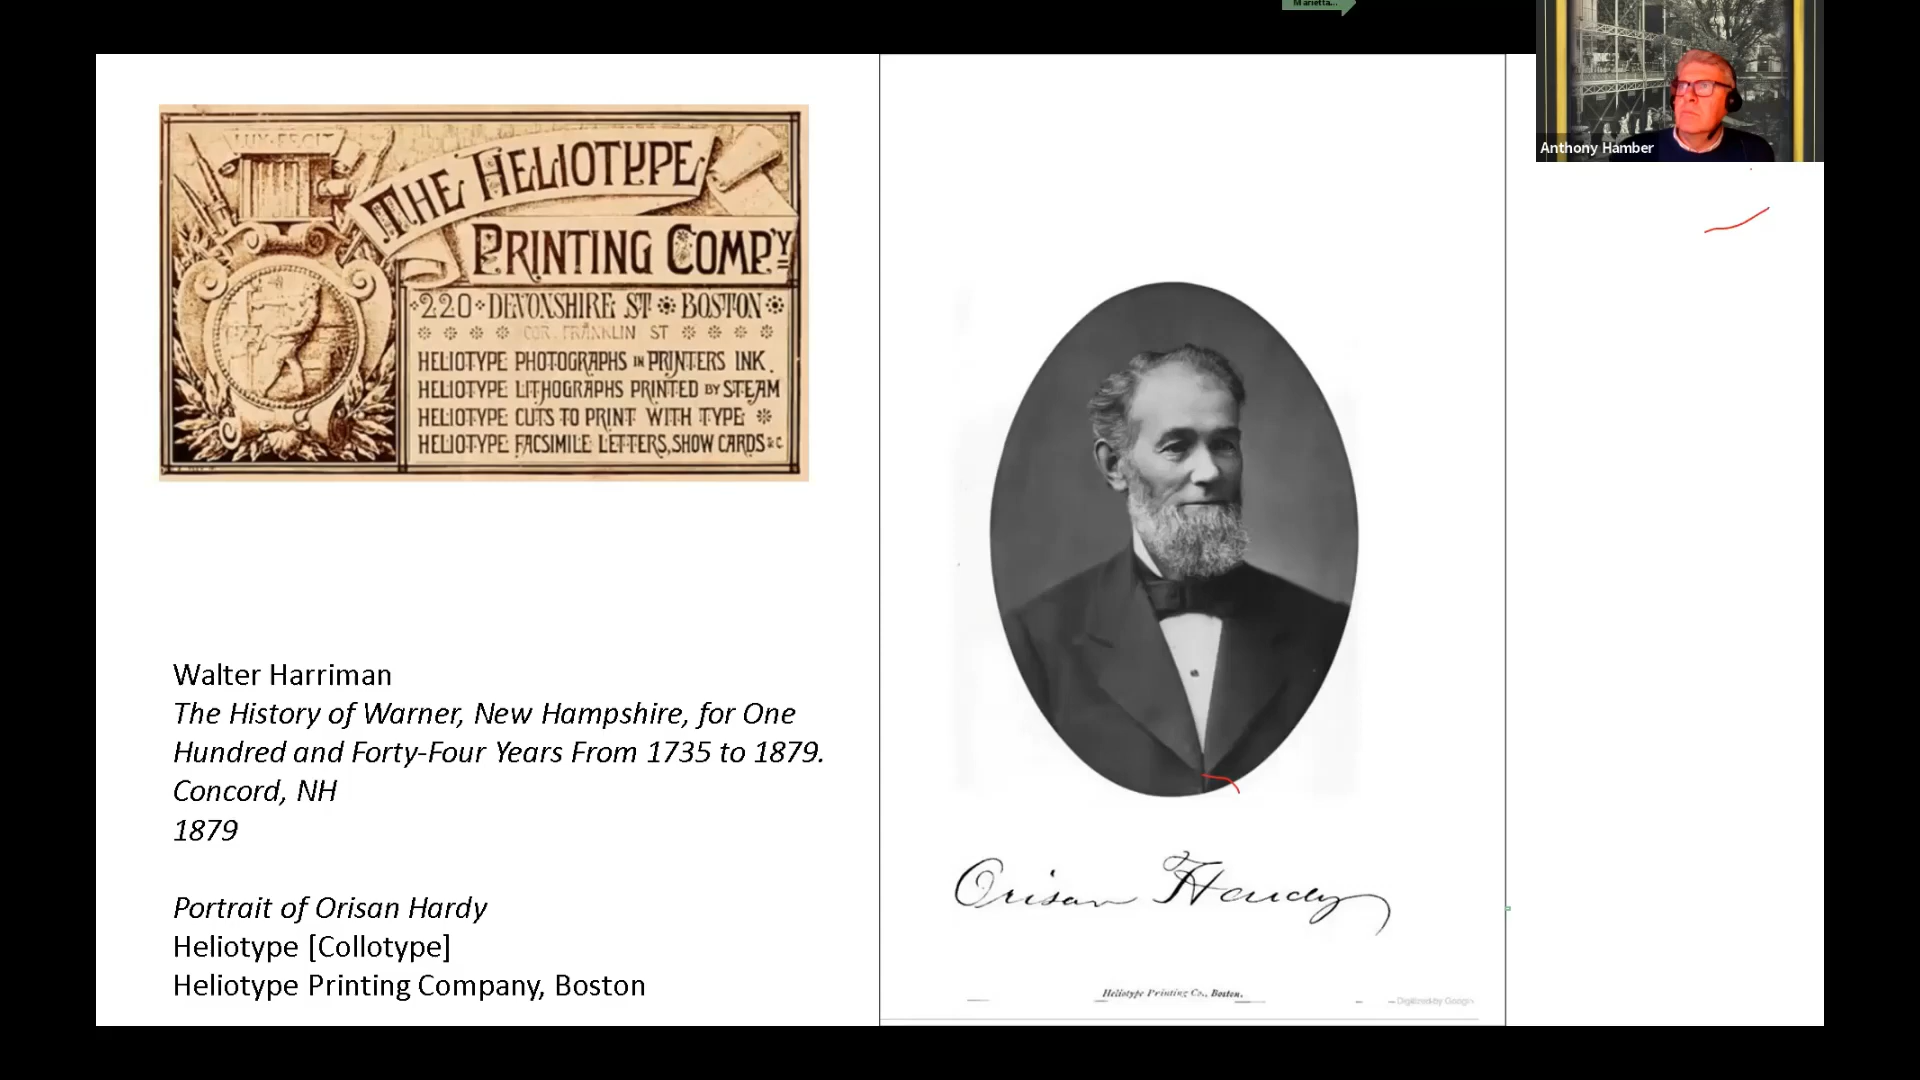 Marietta...
Anthony Hamber
LUX FECIT
THE HELIOTYPE
PRINTING COMP'Y
220 DEVONSHIRE ST BOSTON
COR. FRANKLIN ST
HELIOTYPE PHOTOGRAPHS IN PRINTERS INK.
HELIOTYPE LITHOGRAPHS PRINTED BY STEAM
HELIOTYPE CUTS TO PRINT WITH TYPE
HELIOTYPE FACSIMILE LETTERS, SHOW CARDS &C.
Walter Harriman
The History of Warner, New Hampshire, for One
Hundred and Forty-Four Years From 1735 to 1879.
Concord, NH
1879
Portrait of Orisan Hardy
Heliotype [Collotype]
Heliotype Printing Company, Boston
Orisan Hardy
Heliotype Printing Co., Boston.
Digitized by Google